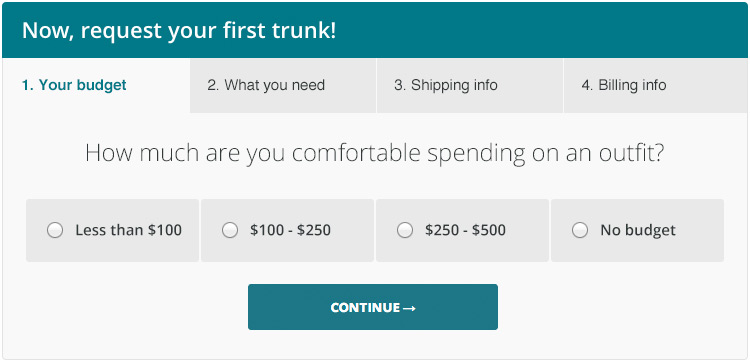 Now, request your first trunk!
1. Your budget 2. What you need 3. Shipping info 4. Billing info
How much are you comfortable spending on an outfit?
Less than $100 $100 - $250 $250 - $500 No budget
CONTINUE→